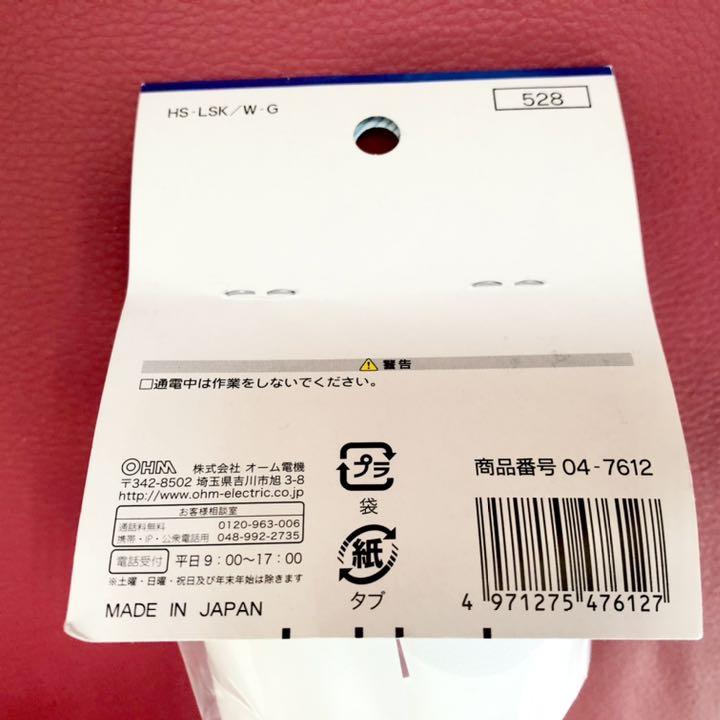 HS-LSK/W-G
528
警告
□通電中は作業をしないでください。
OHM 株式会社 オーム電機
〒342-8502 埼玉県吉川市旭 3-8
http://www.ohm-electric.co.jp
お客様相談室
通話料無料 0120-963-006
携帯・IP・公衆電話用 048-992-2735
電話受付 平日 9：00～17：00
※土曜・日曜・祝日及び年末年始は除きます
MADE IN JAPAN
プラ
袋
紙
タブ
商品番号 04-7612
4 971275 476127